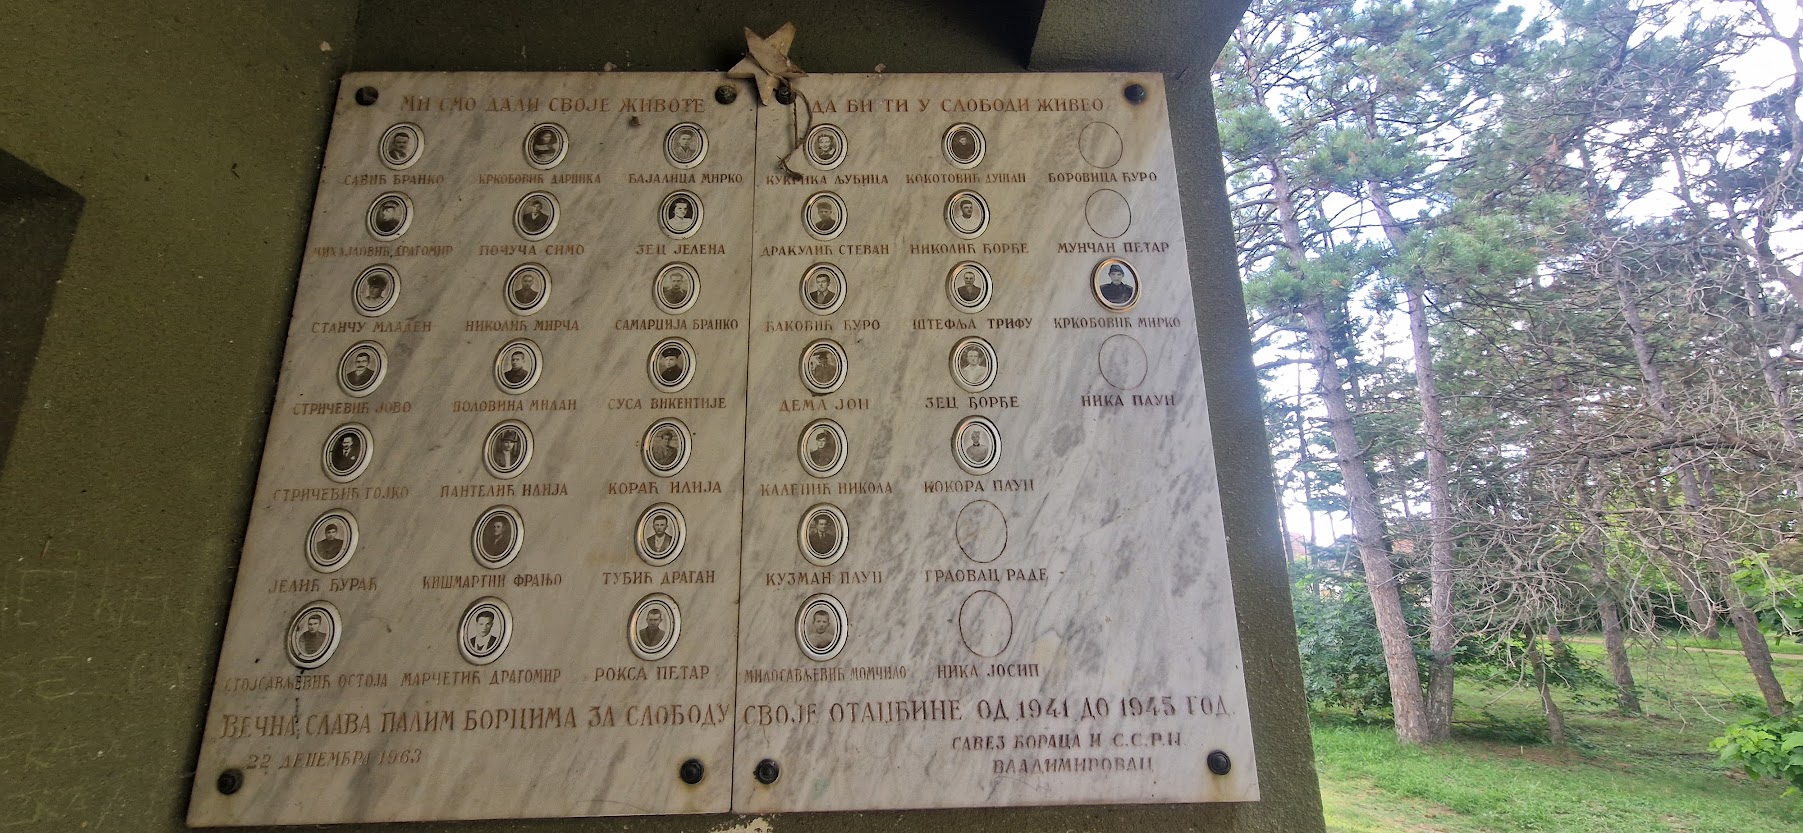 МИ СМО ДАЛИ СВОЈЕ ЖИВОТЕ ДА БИ ТИ У СЛОБОДИ ЖИВЕО
САВИЋ БРАНКО КРКОБОВИЋ ДАРИНКА БАЈАЛИЦА МИРКО КУКРИКА ЉУБИЦА КОКОТОВИЋ ДУШАН БОРОВИЦА ЂУРО
МИХАЈЛОВИЋ ДРАГОМИР ПОЧУЧА СИМО ЗЕЦ ЈЕЛЕНА ДРАКУЛИЋ СТЕВАН НИКОЛИЋ ЂОРЂЕ МУНЧАН ПЕТАР
СТАНЧУ МЛАДЕН НИКОЛИЋ МИРЧА САМАРЏИЈА БРАНКО ЂАКОВИЋ ЂУРО ШТЕФЉА ТРИФУ КРКОБОВИЋ МИРКО
СТРИЧЕВИЋ ЈОВО ПОЛОВИНА МИЛАН СУСА ВИКЕНТИЈЕ ДЕМА ЈОН ЗЕЦ ЂОРЂЕ НИКА ПАУН
СТРИЧЕВИЋ ГОЈКО ПАНТЕЛИЋ ИЛИЈА КОРАЋ ИЛИЈА КАЛЕНИЋ НИКОЛА КОКОРА ПАУН
ЈЕЛИЋ ЂУРАЂ КИШМАРТИН ФРАЊО ТУБИЋ ДРАГАН КУЗМАН ПАУН ГРАОВАЦ РАДЕ
СТОЈСАВЉЕВИЋ ОСТОЈА МАРЧЕТИЋ ДРАГОМИР РОКСА ПЕТАР МИЛОСАВЉЕВИЋ МОМЧИЛО НИКА ЈОСИП
ВЕЧНА СЛАВА ПАЛИМ БОРЦИМА ЗА СЛОБОДУ СВОЈЕ ОТАЏБИНЕ ОД 1941 ДО 1945 ГОД.
22 ДЕЦЕМБРА 1963
САВЕЗ БОРАЦА И С.С.Р.Н.
ВЛАДИМИРОВАЦ